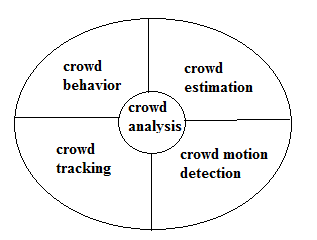 crowd
behavior
crowd
estimation
crowd
analysis
crowd
tracking
crowd motion
detection